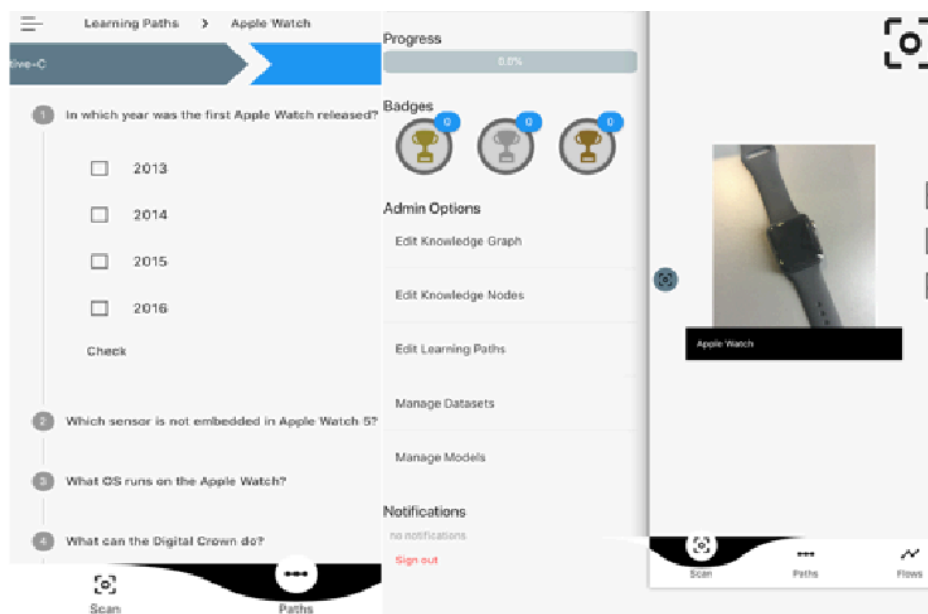 Learning Paths > Apple Watch
tive-C
1 In which year was the first Apple Watch released?
2013
2014
2015
2016
Check
2 Which sensor is not embedded in Apple Watch 5?
3 What OS runs on the Apple Watch?
4 What can the Digital Crown do?
Scan
Paths
Progress
0.0%
Badges
0 0 0
Admin Options
Edit Knowledge Graph
Edit Knowledge Nodes
Edit Learning Paths
Manage Datasets
Manage Models
Notifications
no notifications
Sign out
Apple Watch
Scan
Paths
Flows